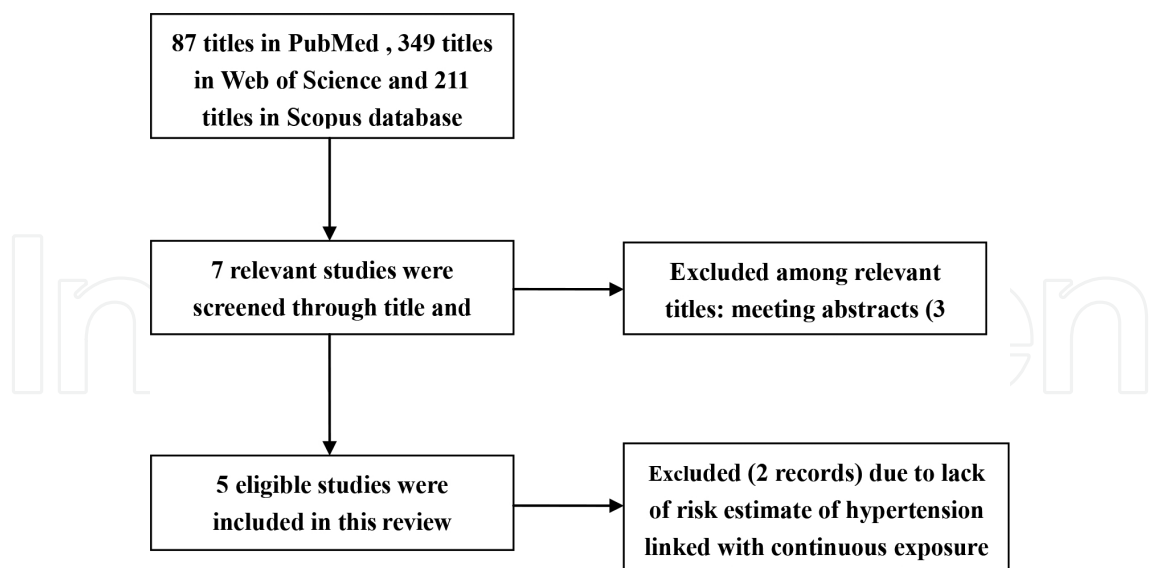 87 titles in PubMed , 349 titles
in Web of Science and 211
titles in Scopus database
7 relevant studies were
screened through title and
Excluded among relevant
titles: meeting abstracts (3
5 eligible studies were
included in this review
Excluded (2 records) due to lack
of risk estimate of hypertension
linked with continuous exposure